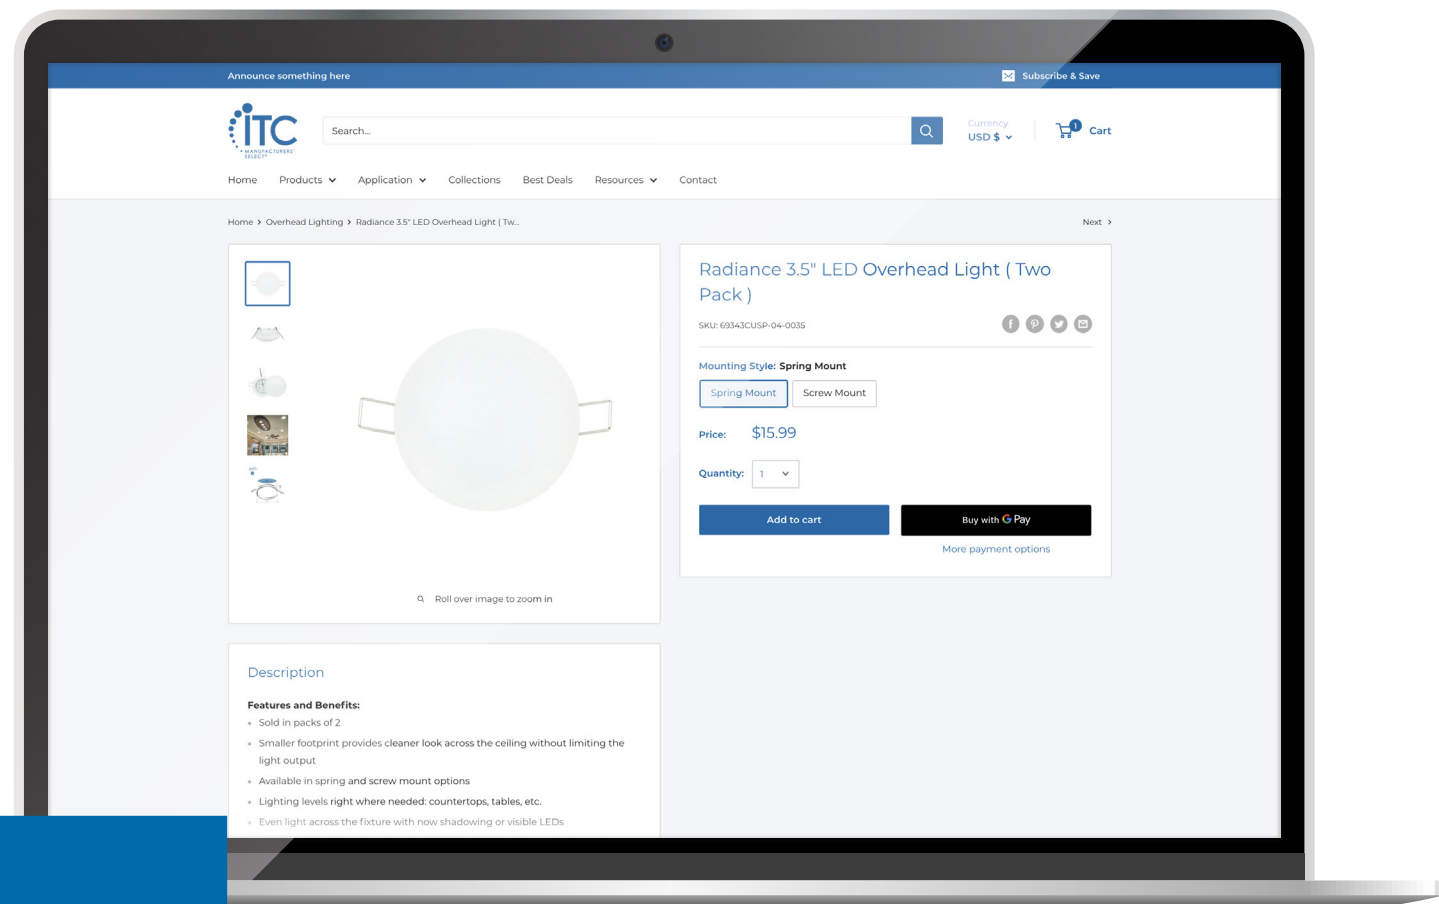 Announce something here
Subscribe & Save
iTC
MANUFACTURERS'
SELECT®
Search...
Currency
USD $
1
Cart
Home
Products
Application
Collections
Best Deals
Resources
Contact
Home > Overhead Lighting > Radiance 3.5" LED Overhead Light ( Tw...
Next >
Radiance 3.5" LED Overhead Light ( Two
Pack )
SKU: 69343CUSP-04-0035
Mounting Style: Spring Mount
Spring Mount
Screw Mount
Price: $15.99
Quantity: 1
Add to cart
Buy with G Pay
More payment options
Roll over image to zoom in
Description
Features and Benefits:
Sold in packs of 2
Smaller footprint provides cleaner look across the ceiling without limiting the
light output
Available in spring and screw mount options
Lighting levels right where needed: countertops, tables, etc.
Even light across the fixture with now shadowing or visible LEDs